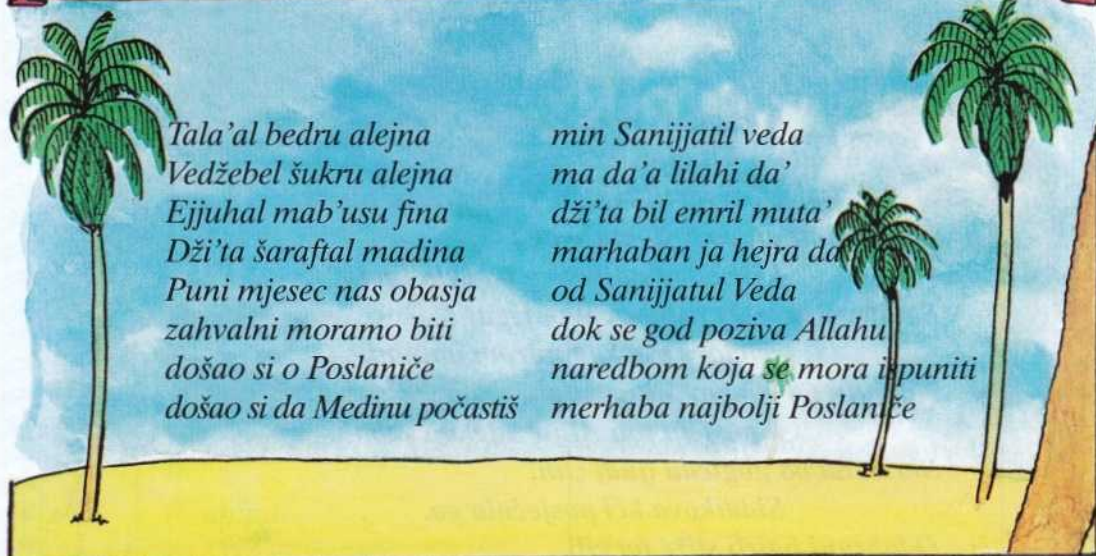 Tala'al bedru alejna min Sanijjatil veda
Vedžebel šukru alejna ma da'a lilahi da'
Ejjuhal mab'usu fina dži'ta bil emril muta'
Dži'ta šaraftal madina marhaban ja hejra da
Puni mjesec nas obasja od Sanijjatul Veda
zahvalni moramo biti dok se god poziva Allahu
došao si o Poslaniče naredbom koja se mora ispuniti
došao si da Medinu počastiš merhaba najbolji Poslaniče